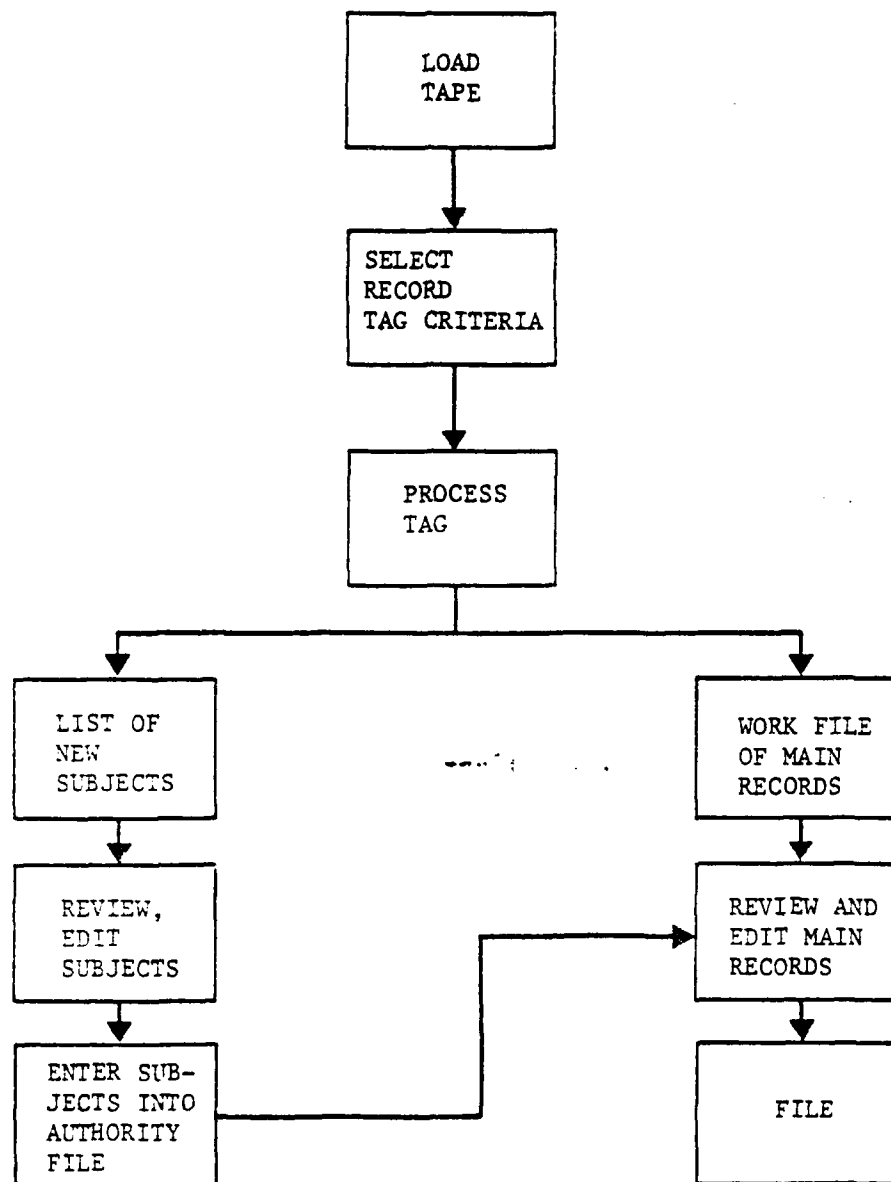 LOAD
TAPE
SELECT
RECORD
TAG CRITERIA
PROCESS
TAG
LIST OF
NEW
SUBJECTS
WORK FILE
OF MAIN
RECORDS
REVIEW,
EDIT
SUBJECTS
REVIEW AND
EDIT MAIN
RECORDS
ENTER SUB-
JECTS INTO
AUTHORITY
FILE
FILE